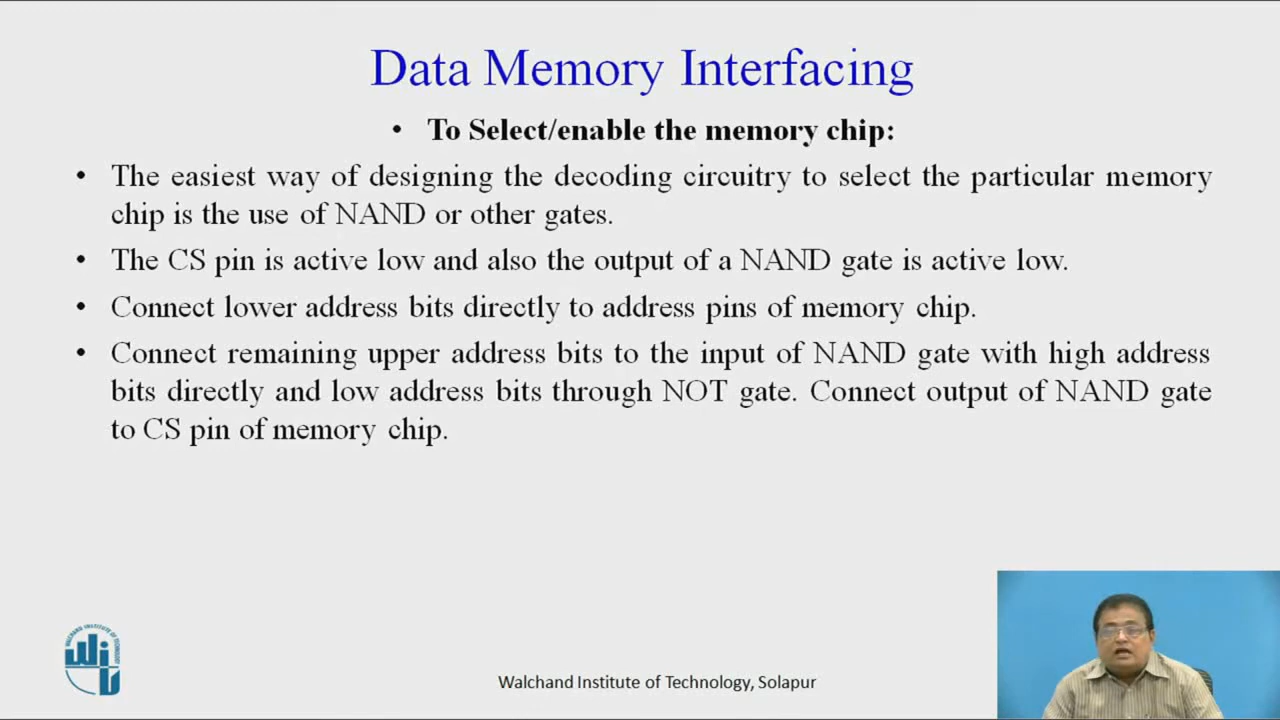 Data Memory Interfacing
• To Select/enable the memory chip:
• The easiest way of designing the decoding circuitry to select the particular memory
chip is the use of NAND or other gates.
• The CS pin is active low and also the output of a NAND gate is active low.
• Connect lower address bits directly to address pins of memory chip.
• Connect remaining upper address bits to the input of NAND gate with high address
bits directly and low address bits through NOT gate. Connect output of NAND gate
to CS pin of memory chip.
WALCHAND INSTITUTE OF TECHNOLOGY
WIT
Walchand Institute of Technology, Solapur